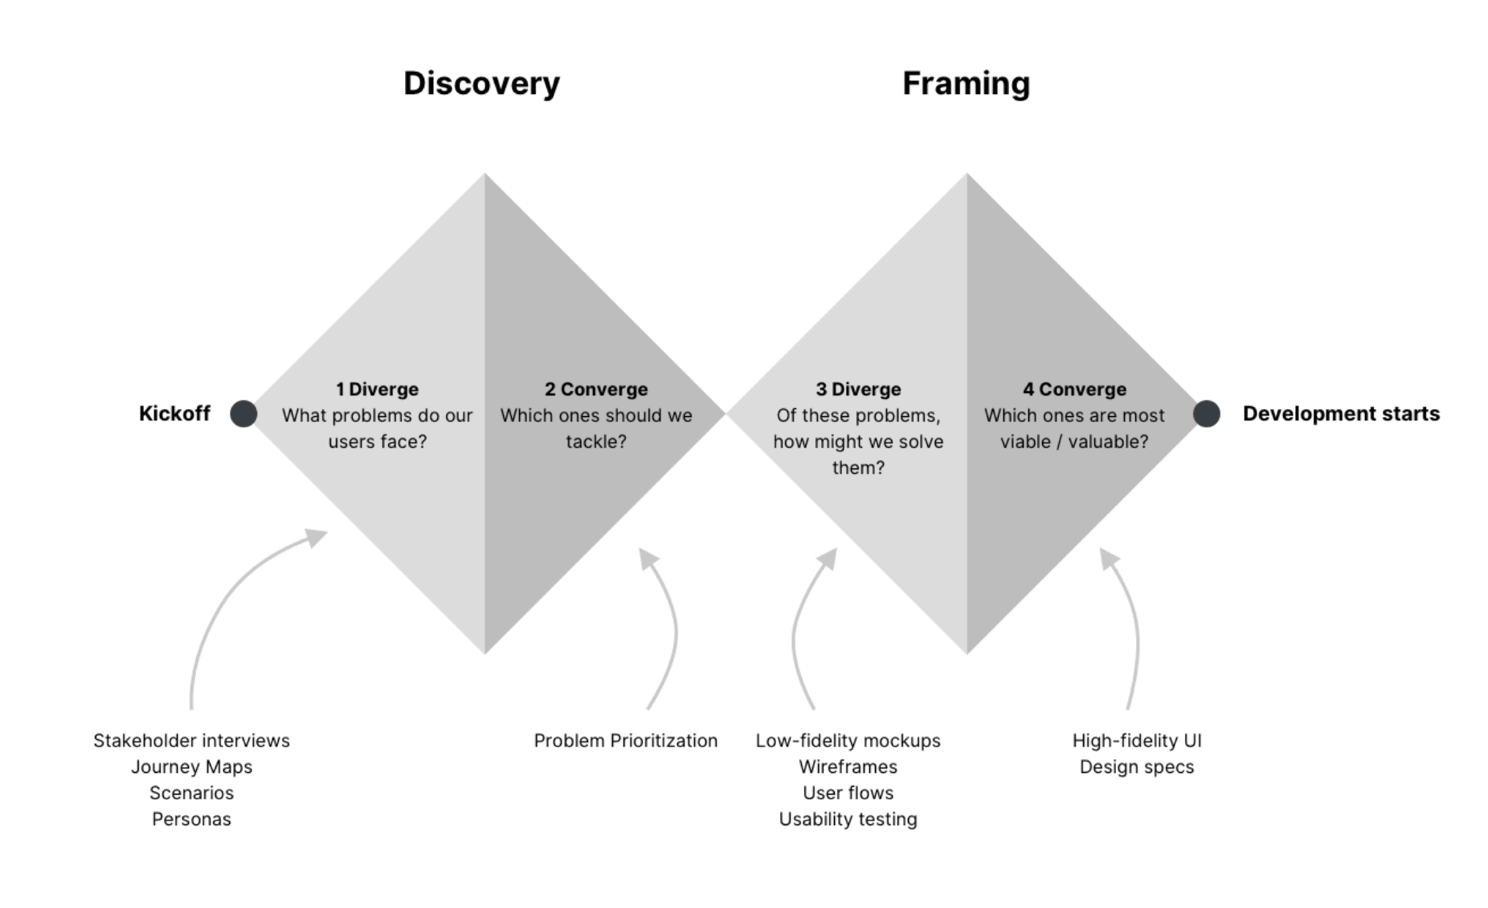 Discovery
Framing
Kickoff
1 Diverge
What problems do our
users face?
2 Converge
Which ones should we
tackle?
3 Diverge
Of these problems,
how might we solve
them?
4 Converge
Which ones are most
viable / valuable?
Development starts
Stakeholder interviews
Journey Maps
Scenarios
Personas
Problem Prioritization
Low-fidelity mockups
Wireframes
User flows
Usability testing
High-fidelity UI
Design specs